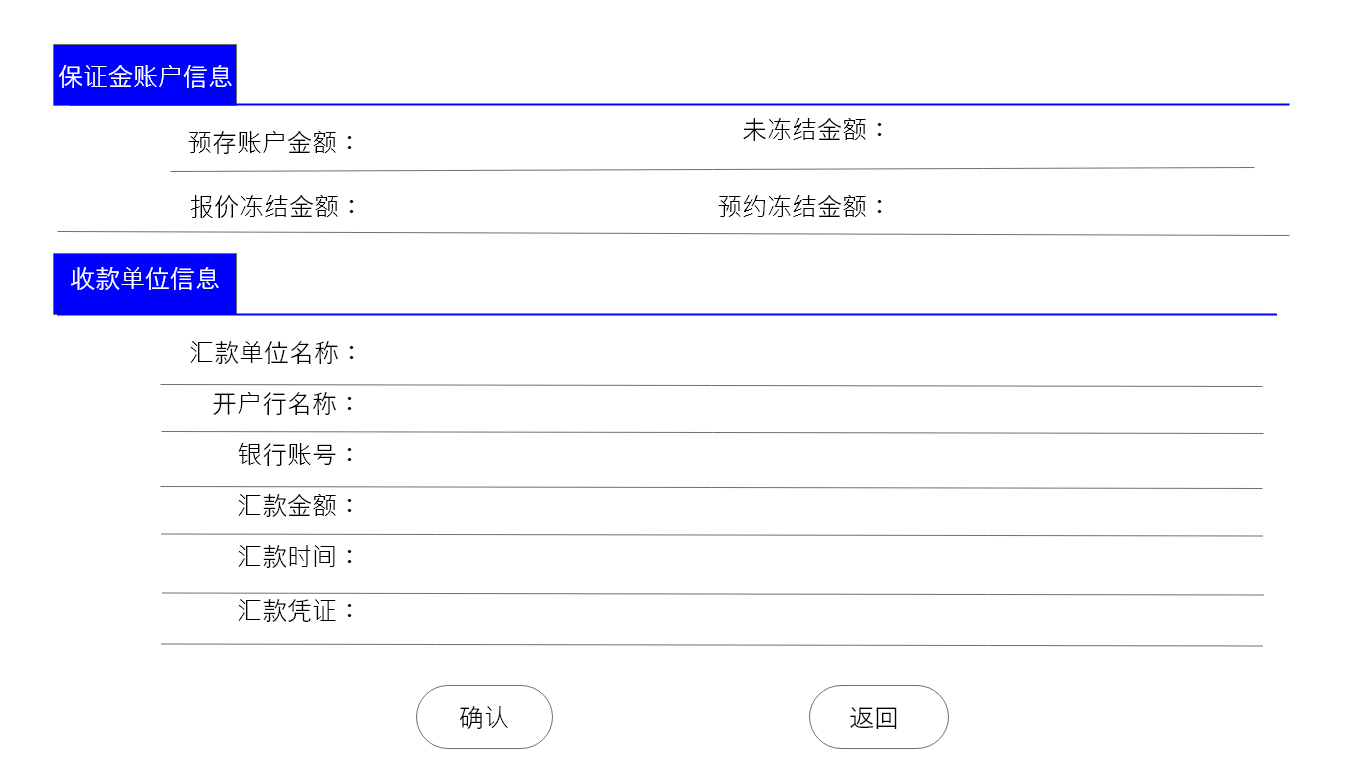 保证金账户信息
预存账户金额：
未冻结金额：
报价冻结金额：
预约冻结金额：
收款单位信息
汇款单位名称：
开户行名称：
银行账号：
汇款金额：
汇款时间：
汇款凭证：
确认
返回